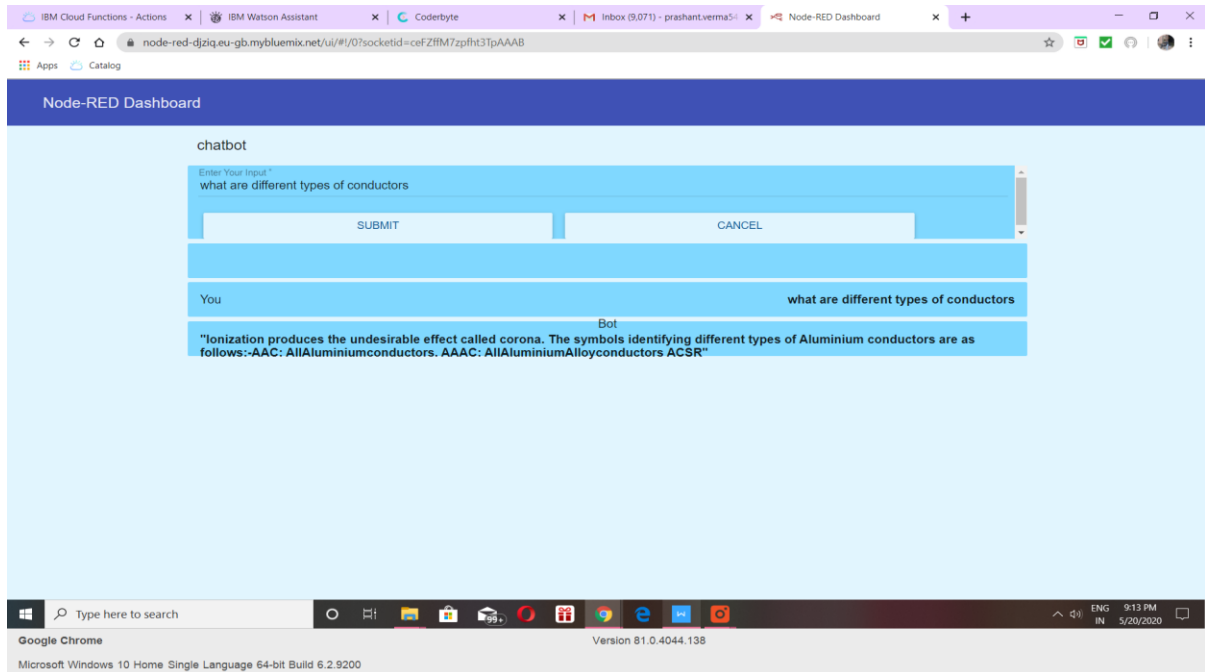 IBM Cloud Functions - Actions
IBM Watson Assistant
Coderbyte
Inbox (9,071) - prashant.verma5
Node-RED Dashboard
node-red-djziq.eu-gb.mybluemix.net/ui/#!/0?socketid=ceFZffM7zpfht3TpAAAB
Apps
Catalog
Node-RED Dashboard
chatbot
Enter Your Input *
what are different types of conductors
SUBMIT
CANCEL
You
what are different types of conductors
Bot
"Ionization produces the undesirable effect called corona. The symbols identifying different types of Aluminium conductors are as
follows:-AAC: AllAluminiumconductors. AAAC: AllAluminiumAlloyconductors ACSR"
Type here to search
99+
ENG
IN
9:13 PM
5/20/2020
Google Chrome
Version 81.0.4044.138
Microsoft Windows 10 Home Single Language 64-bit Build 6.2.9200